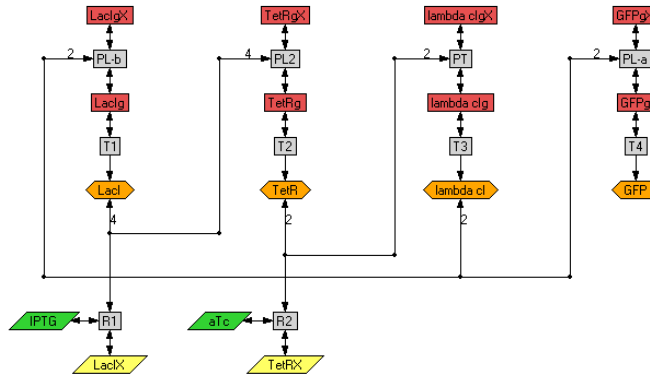 LacIgX TetRgX lambda cIgX GFPgX
2 PL-b 4 PL2 2 PT 2 PL-a
LacIg TetRg lambda cIg GFPg
T1 T2 T3 T4
LacI TetR lambda cI GFP
4 2 2
IPTG R1 aTc R2
LacIX TetRX